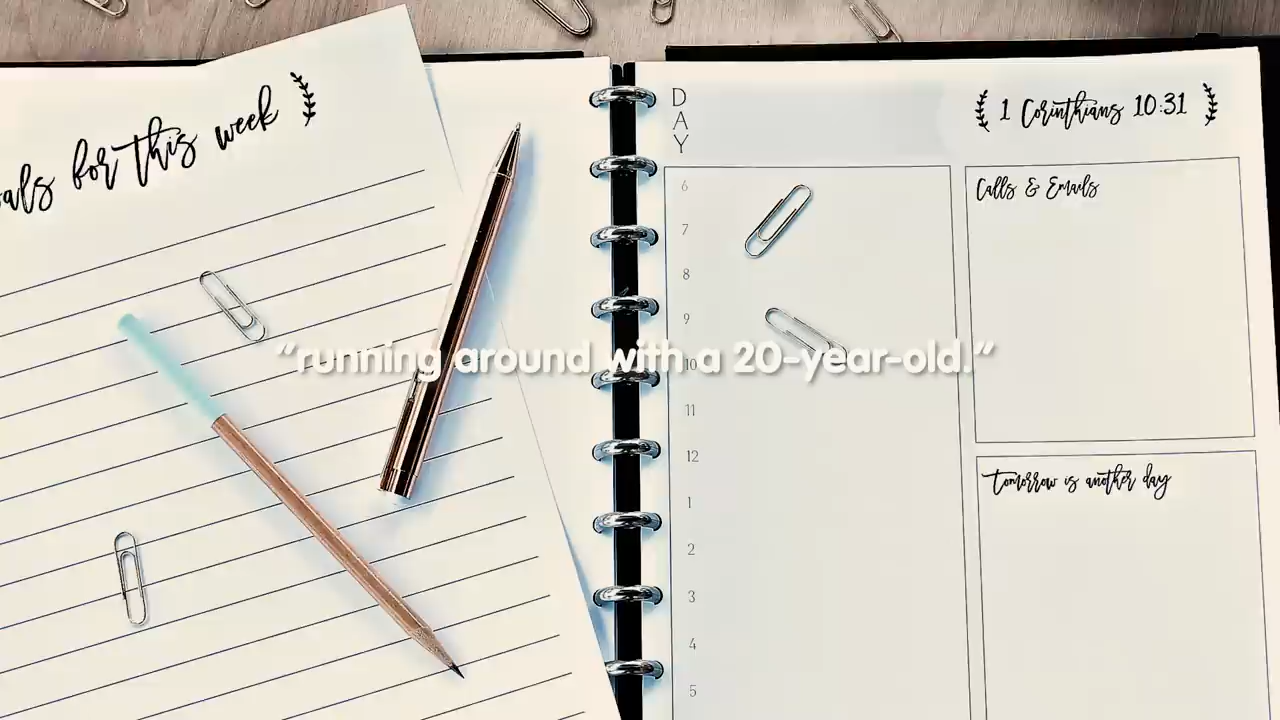 als for this week
D
A
Y
1 Corinthians 10:31
6
7
8
9
10
11
12
1
2
3
4
5
Calls & Emails
Tomorrow is another day
“running around with a 20-year-old.”